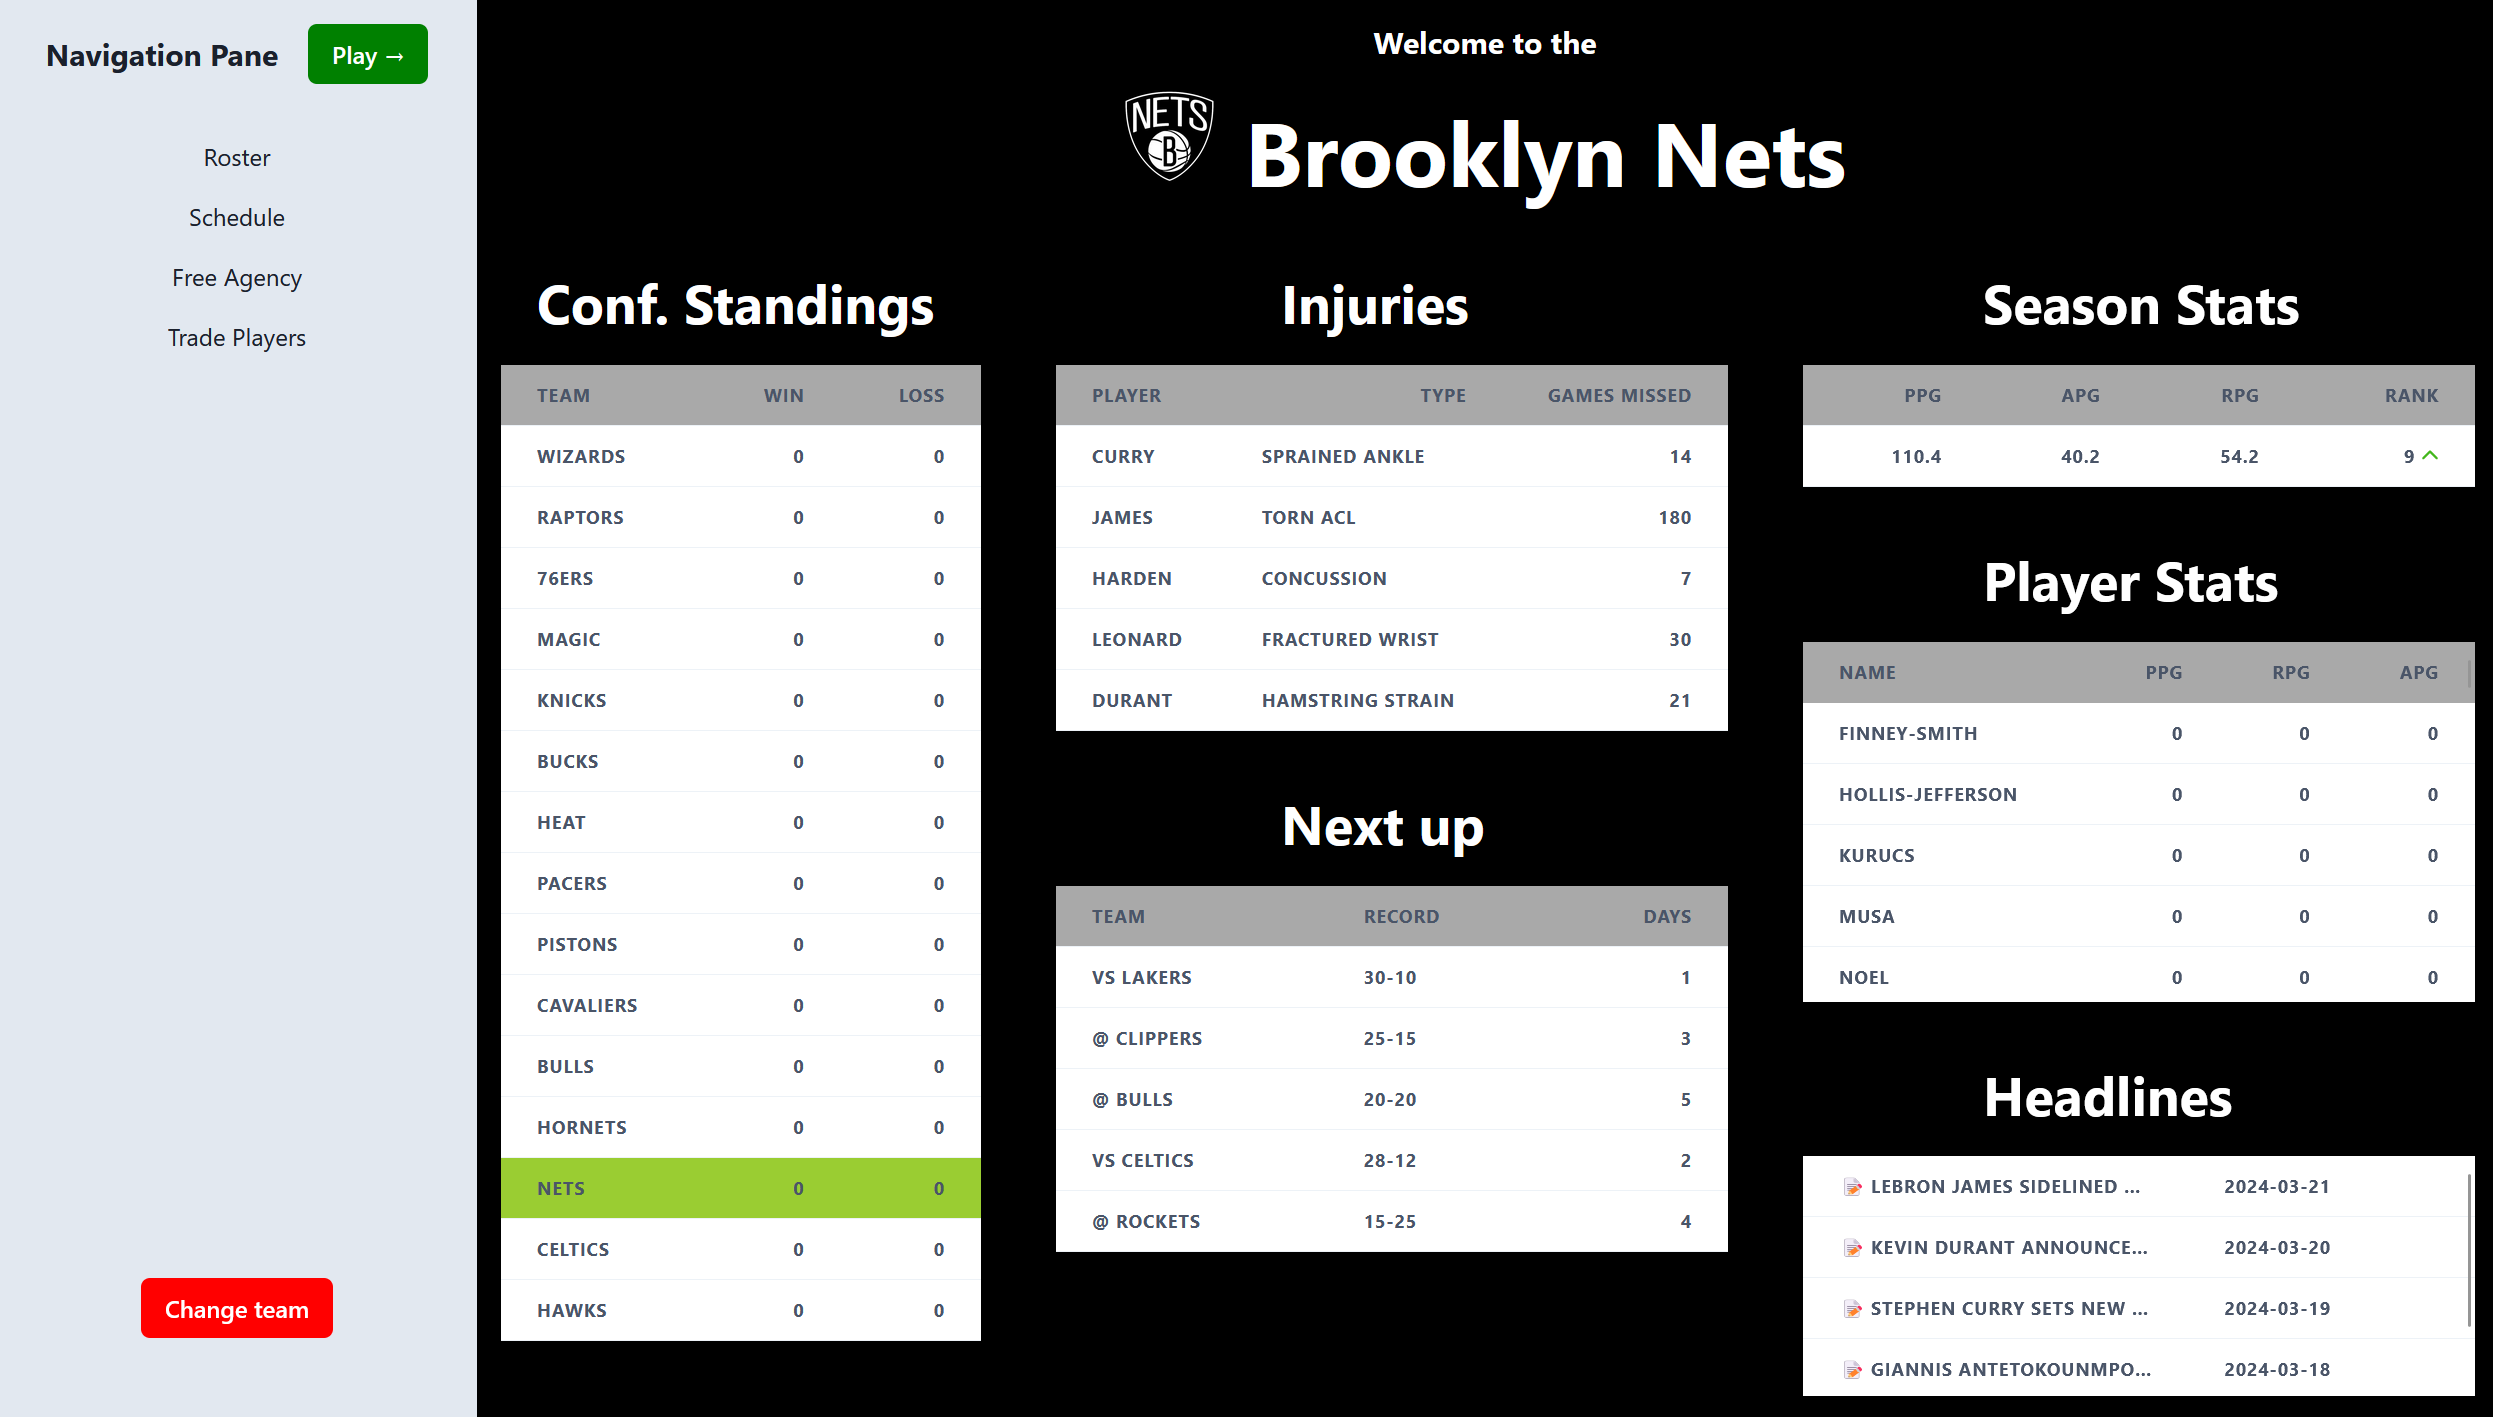 Navigation Pane
Play →
Roster
Schedule
Free Agency
Trade Players
Change team
Welcome to the
NETS
B
Brooklyn Nets
Conf. Standings
TEAM WIN LOSS
WIZARDS 0 0
RAPTORS 0 0
76ERS 0 0
MAGIC 0 0
KNICKS 0 0
BUCKS 0 0
HEAT 0 0
PACERS 0 0
PISTONS 0 0
CAVALIERS 0 0
BULLS 0 0
HORNETS 0 0
NETS 0 0
CELTICS 0 0
HAWKS 0 0
Injuries
PLAYER TYPE GAMES MISSED
CURRY SPRAINED ANKLE 14
JAMES TORN ACL 180
HARDEN CONCUSSION 7
LEONARD FRACTURED WRIST 30
DURANT HAMSTRING STRAIN 21
Next up
TEAM RECORD DAYS
VS LAKERS 30-10 1
@ CLIPPERS 25-15 3
@ BULLS 20-20 5
VS CELTICS 28-12 2
@ ROCKETS 15-25 4
Season Stats
PPG APG RPG RANK
110.4 40.2 54.2 9
Player Stats
NAME PPG RPG APG
FINNEY-SMITH 0 0 0
HOLLIS-JEFFERSON 0 0 0
KURUCS 0 0 0
MUSA 0 0 0
NOEL 0 0 0
Headlines
📝 LEBRON JAMES SIDELINED ... 2024-03-21
📝 KEVIN DURANT ANNOUNCE... 2024-03-20
📝 STEPHEN CURRY SETS NEW ... 2024-03-19
📝 GIANNIS ANTETOKOUNMPO... 2024-03-18